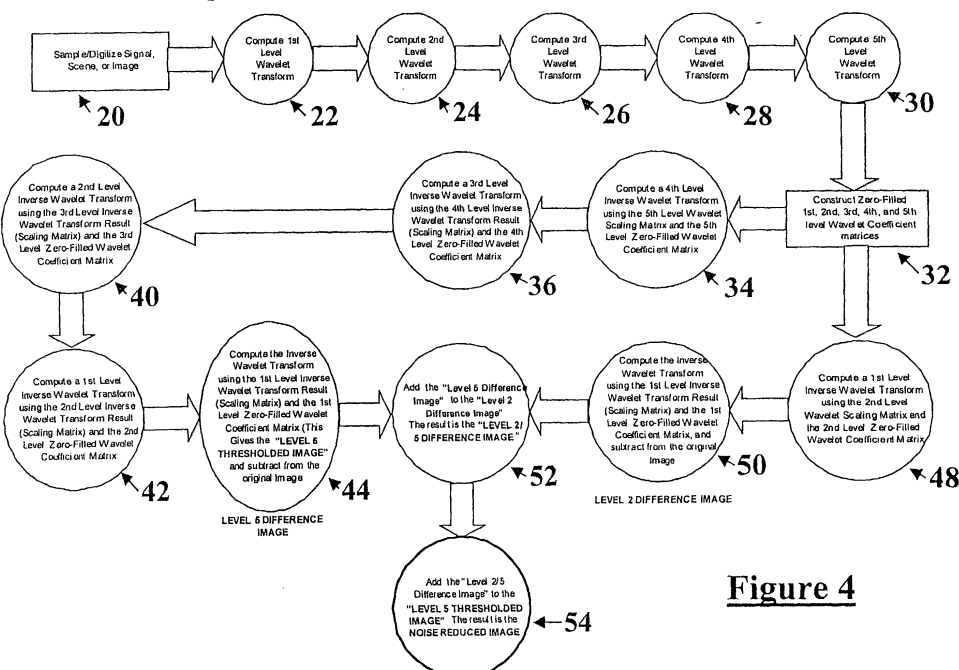 Sample/Digitize Signal,
Scene, or Image
20
Compute 1st
Level
Wavelet
Transform
22
Compute 2nd
Level
Wavelet
Transform
24
Compute 3rd
Level
Wavelet
Transform
26
Compute 4th
Level
Wavelet
Transform
28
Compute 5th
Level
Wavelet
Transform
30
Construct Zero-Filled
1st, 2nd, 3rd, 4th, and 5th
level Wavelet Coefficient
matrices
32
Compute a 4th Level
Inverse Wavelet Transform
using the 5th Level Wavelet
Scaling Matrix and the 5th
Level Zero-Filled Wavelet
Coefficient Matrix
34
Compute a 3rd Level
Inverse Wavelet Transform
using the 4th Level Inverse
Wavelet Transform Result
(Scaling Matrix) and the 4th
Level Zero-Filled Wavelet
Coefficient Matrix
36
Compute a 2nd Level
Inverse Wavelet Transform
using the 3rd Level Inverse
Wavelet Transform Result
(Scaling Matrix) and the 3rd
Level Zero-Filled Wavelet
Coefficient Matrix
40
Compute a 1st Level
Inverse Wavelet Transform
using the 2nd Level Inverse
Wavelet Transform Result
(Scaling Matrix) and the 2nd
Level Zero-Filled Wavelet
Coefficient Matrix
42
Compute the Inverse
Wavelet Transform
using the 1st Level Inverse
Wavelet Transform Result
(Scaling Matrix) and the 1st
Level Zero-Filled Wavelet
Coefficient Matrix (This
Gives the "LEVEL 5
THRESHOLDED IMAGE"
and subtract from the
original Image
44
LEVEL 5 DIFFERENCE
IMAGE
Add the "Level 5 Difference
Image" to the "Level 2
Difference Image"
The result is the "LEVEL 2/
5 DIFFERENCE IMAGE"
52
Compute the Inverse
Wavelet Transform
using the 1st Level Inverse
Wavelet Transform Result
(Scaling Matrix) and the 1st
Level Zero-Filled Wavelet
Coefficient Matrix, and
subtract from the original
Image
50
LEVEL 2 DIFFERENCE IMAGE
Compute a 1st Level
Inverse Wavelet Transform
using the 2nd Level
Wavelet Scaling Matrix and
the 2nd Level Zero-Filled
Wavelet Coefficient Matrix
48
Add the "Level 2/5
Difference Image" to the
"LEVEL 5 THRESHOLDED
IMAGE" The result is the
NOISE REDUCED IMAGE
54
Figure 4